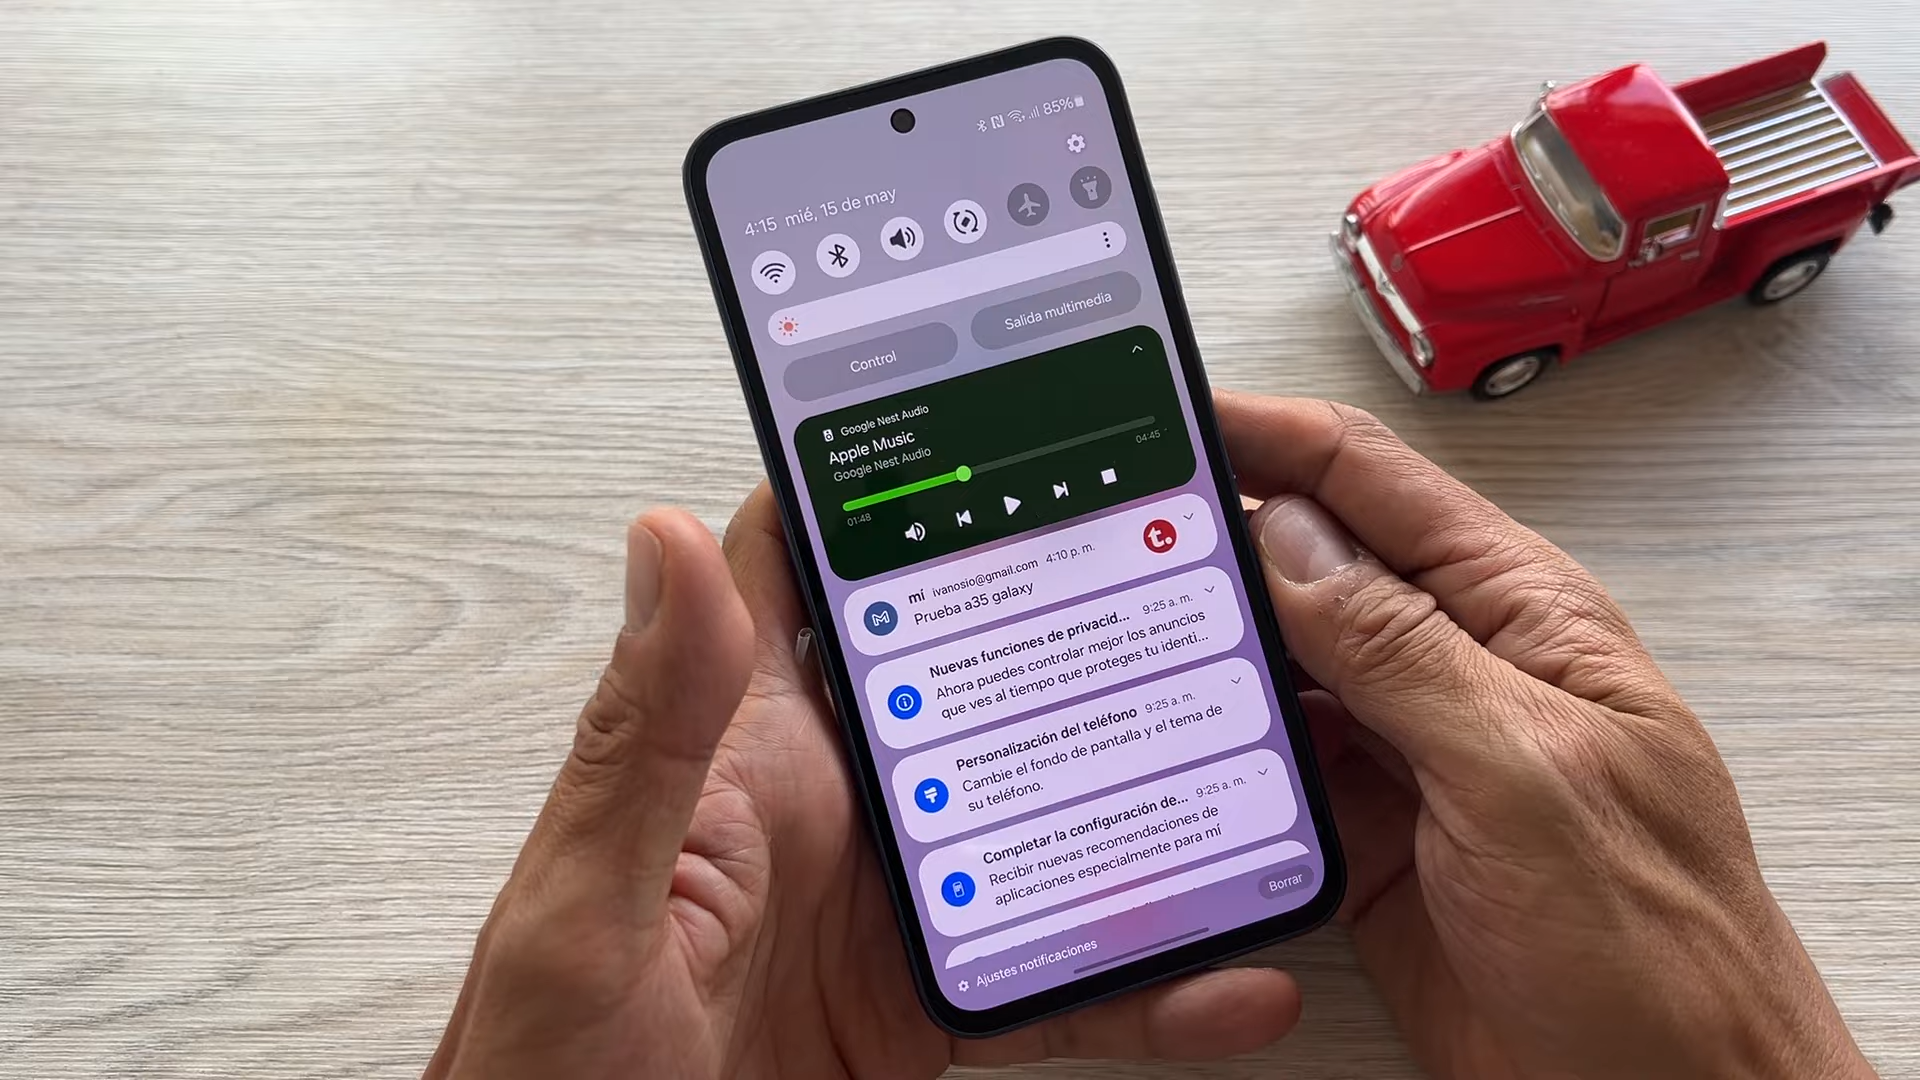 85%
4:15 mié, 15 de may
Control
Salida multimedia
Google Nest Audio
Apple Music
Google Nest Audio
01:48
04:45
mí ivanosio@gmail.com 4:10 p. m.
Prueba a35 galaxy
t.
Nuevas funciones de privacid... 9:25 a. m.
Ahora puedes controlar mejor los anuncios
que ves al tiempo que proteges tu identi...
Personalización del teléfono 9:25 a. m.
Cambie el fondo de pantalla y el tema de
su teléfono.
Completar la configuración de... 9:25 a. m.
Recibir nuevas recomendaciones de
aplicaciones especialmente para mí
Borrar
Ajustes notificaciones